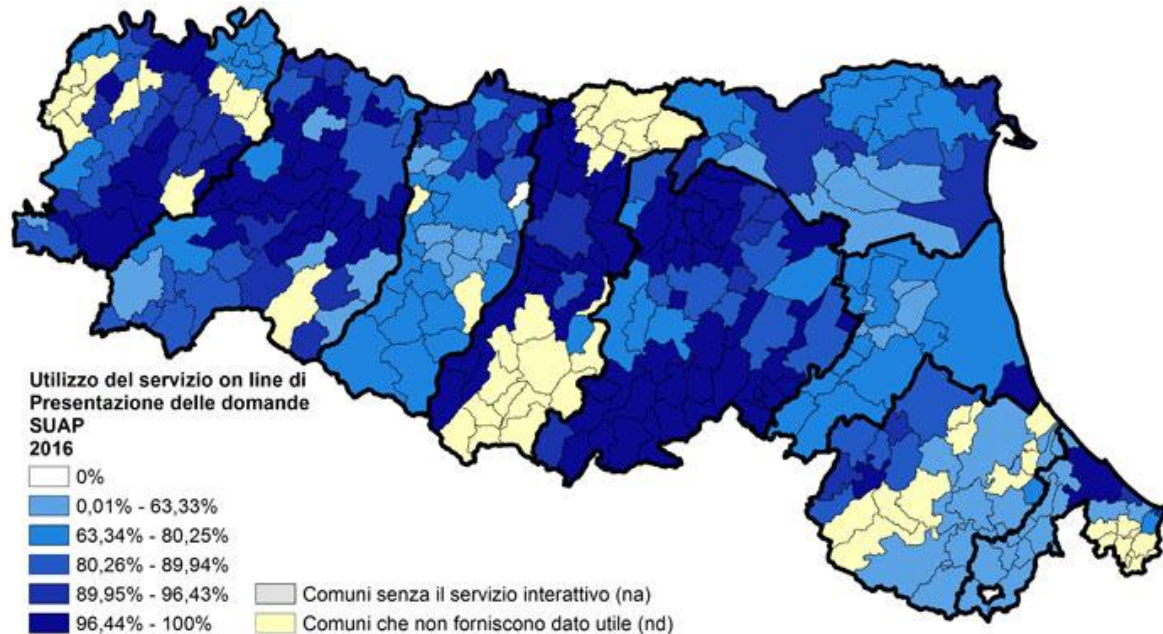 Utilizzo del servizio on line di
Presentazione delle domande
SUAP
2016
0%
0,01% - 63,33%
63,34% - 80,25%
80,26% - 89,94%
89,95% - 96,43%
96,44% - 100%
Comuni senza il servizio interattivo (na)
Comuni che non forniscono dato utile (nd)